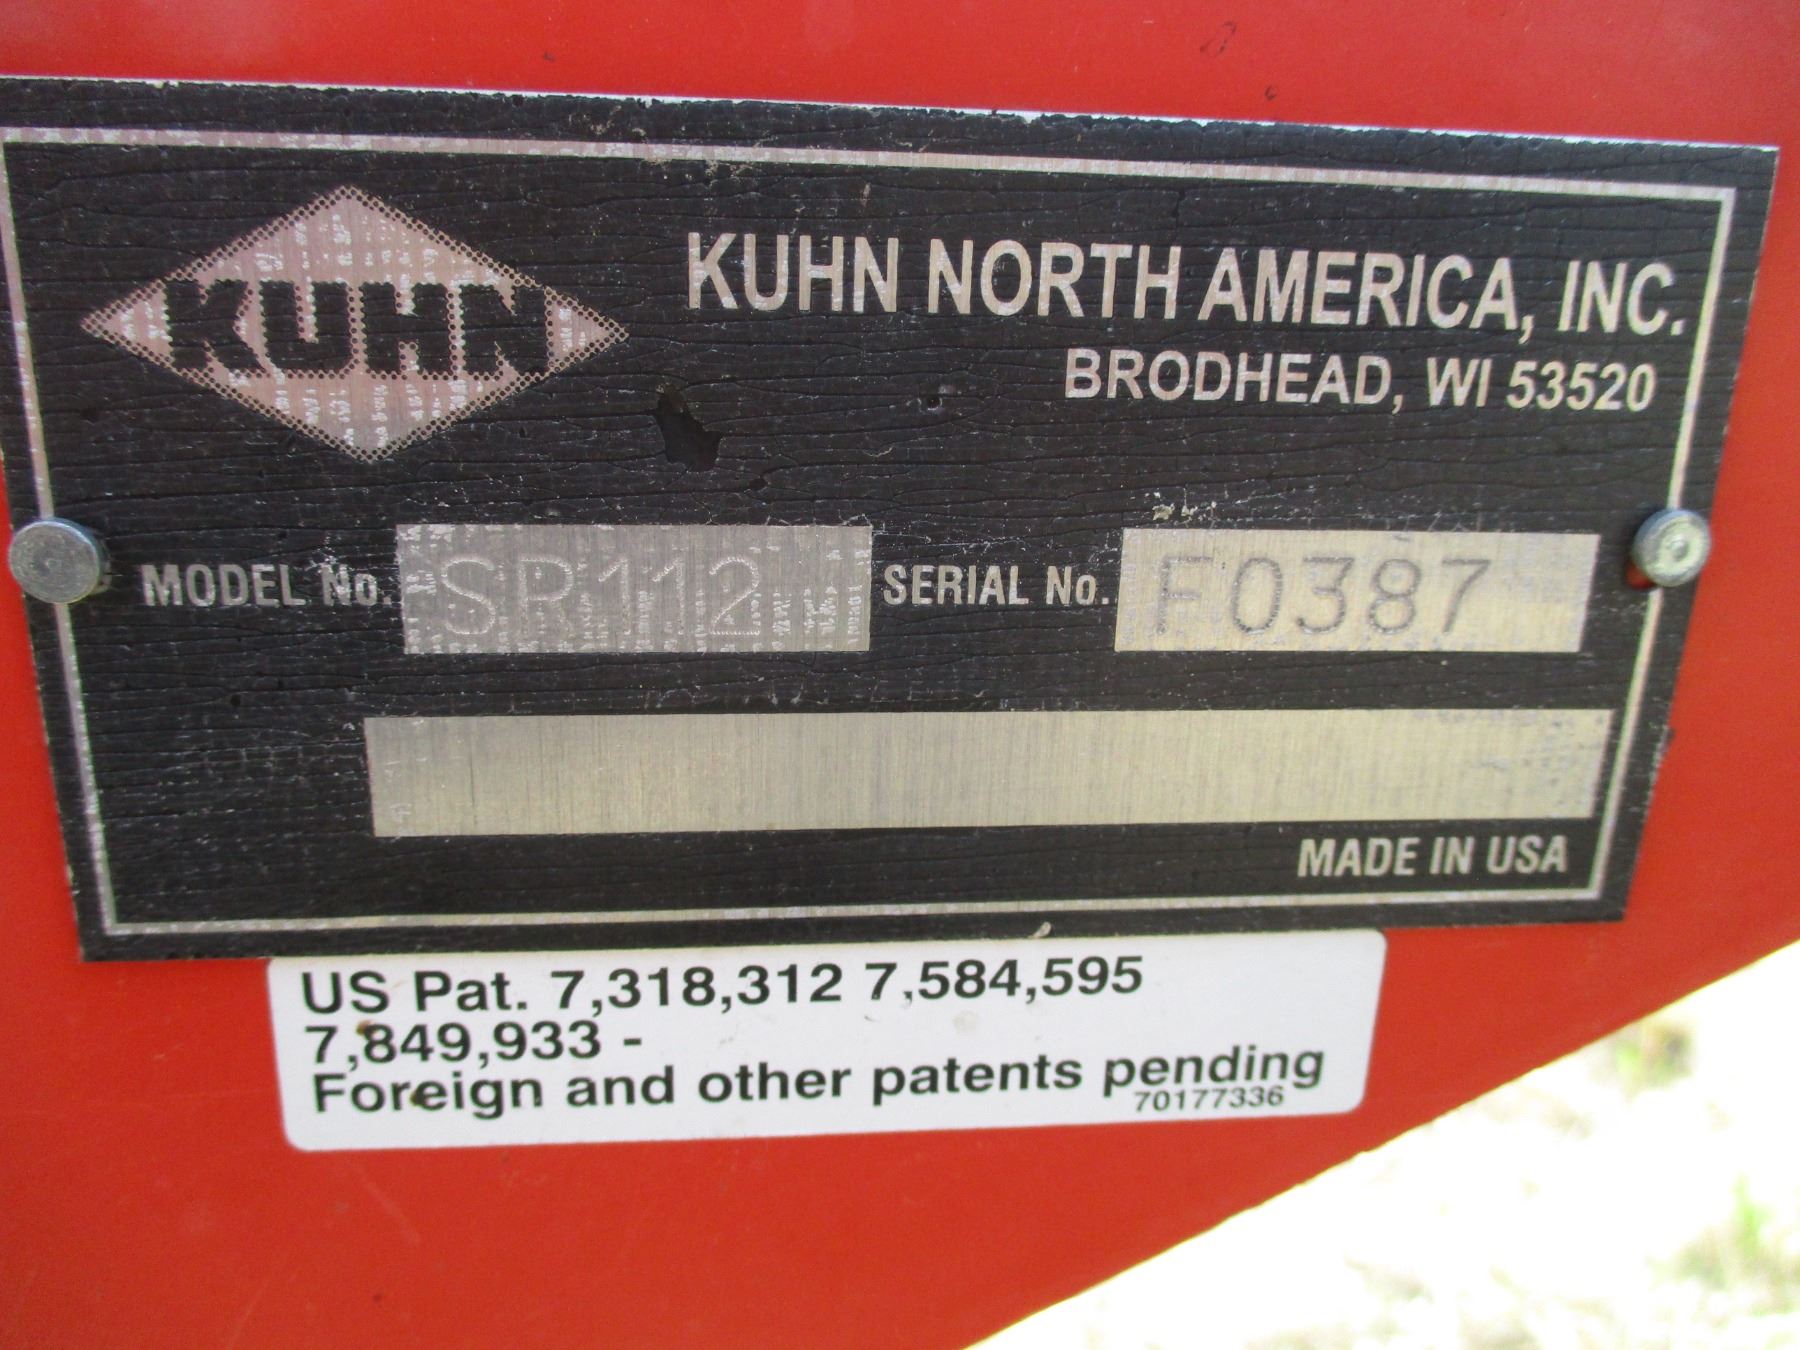 KUHN
KUHN NORTH AMERICA, INC.
BRODHEAD, WI 53520
MODEL No. SR112 SERIAL No. F0387
MADE IN USA
US Pat. 7,318,312 7,584,595
7,849,933 -
Foreign and other patents pending
70177336